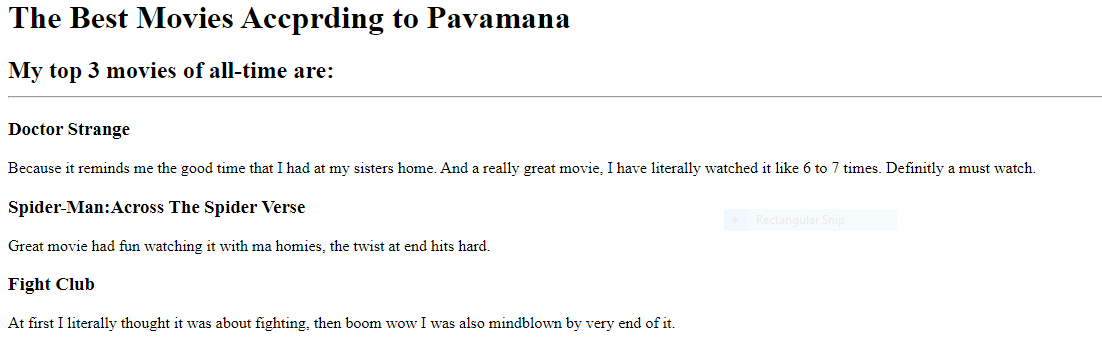 The Best Movies Accprding to Pavamana
My top 3 movies of all-time are:
Doctor Strange
Because it reminds me the good time that I had at my sisters home. And a really great movie, I have literally watched it like 6 to 7 times. Definitly a must watch.
Spider-Man:Across The Spider Verse
Rectangular Snip
Great movie had fun watching it with ma homies, the twist at end hits hard.
Fight Club
At first I literally thought it was about fighting, then boom wow I was also mindblown by very end of it.